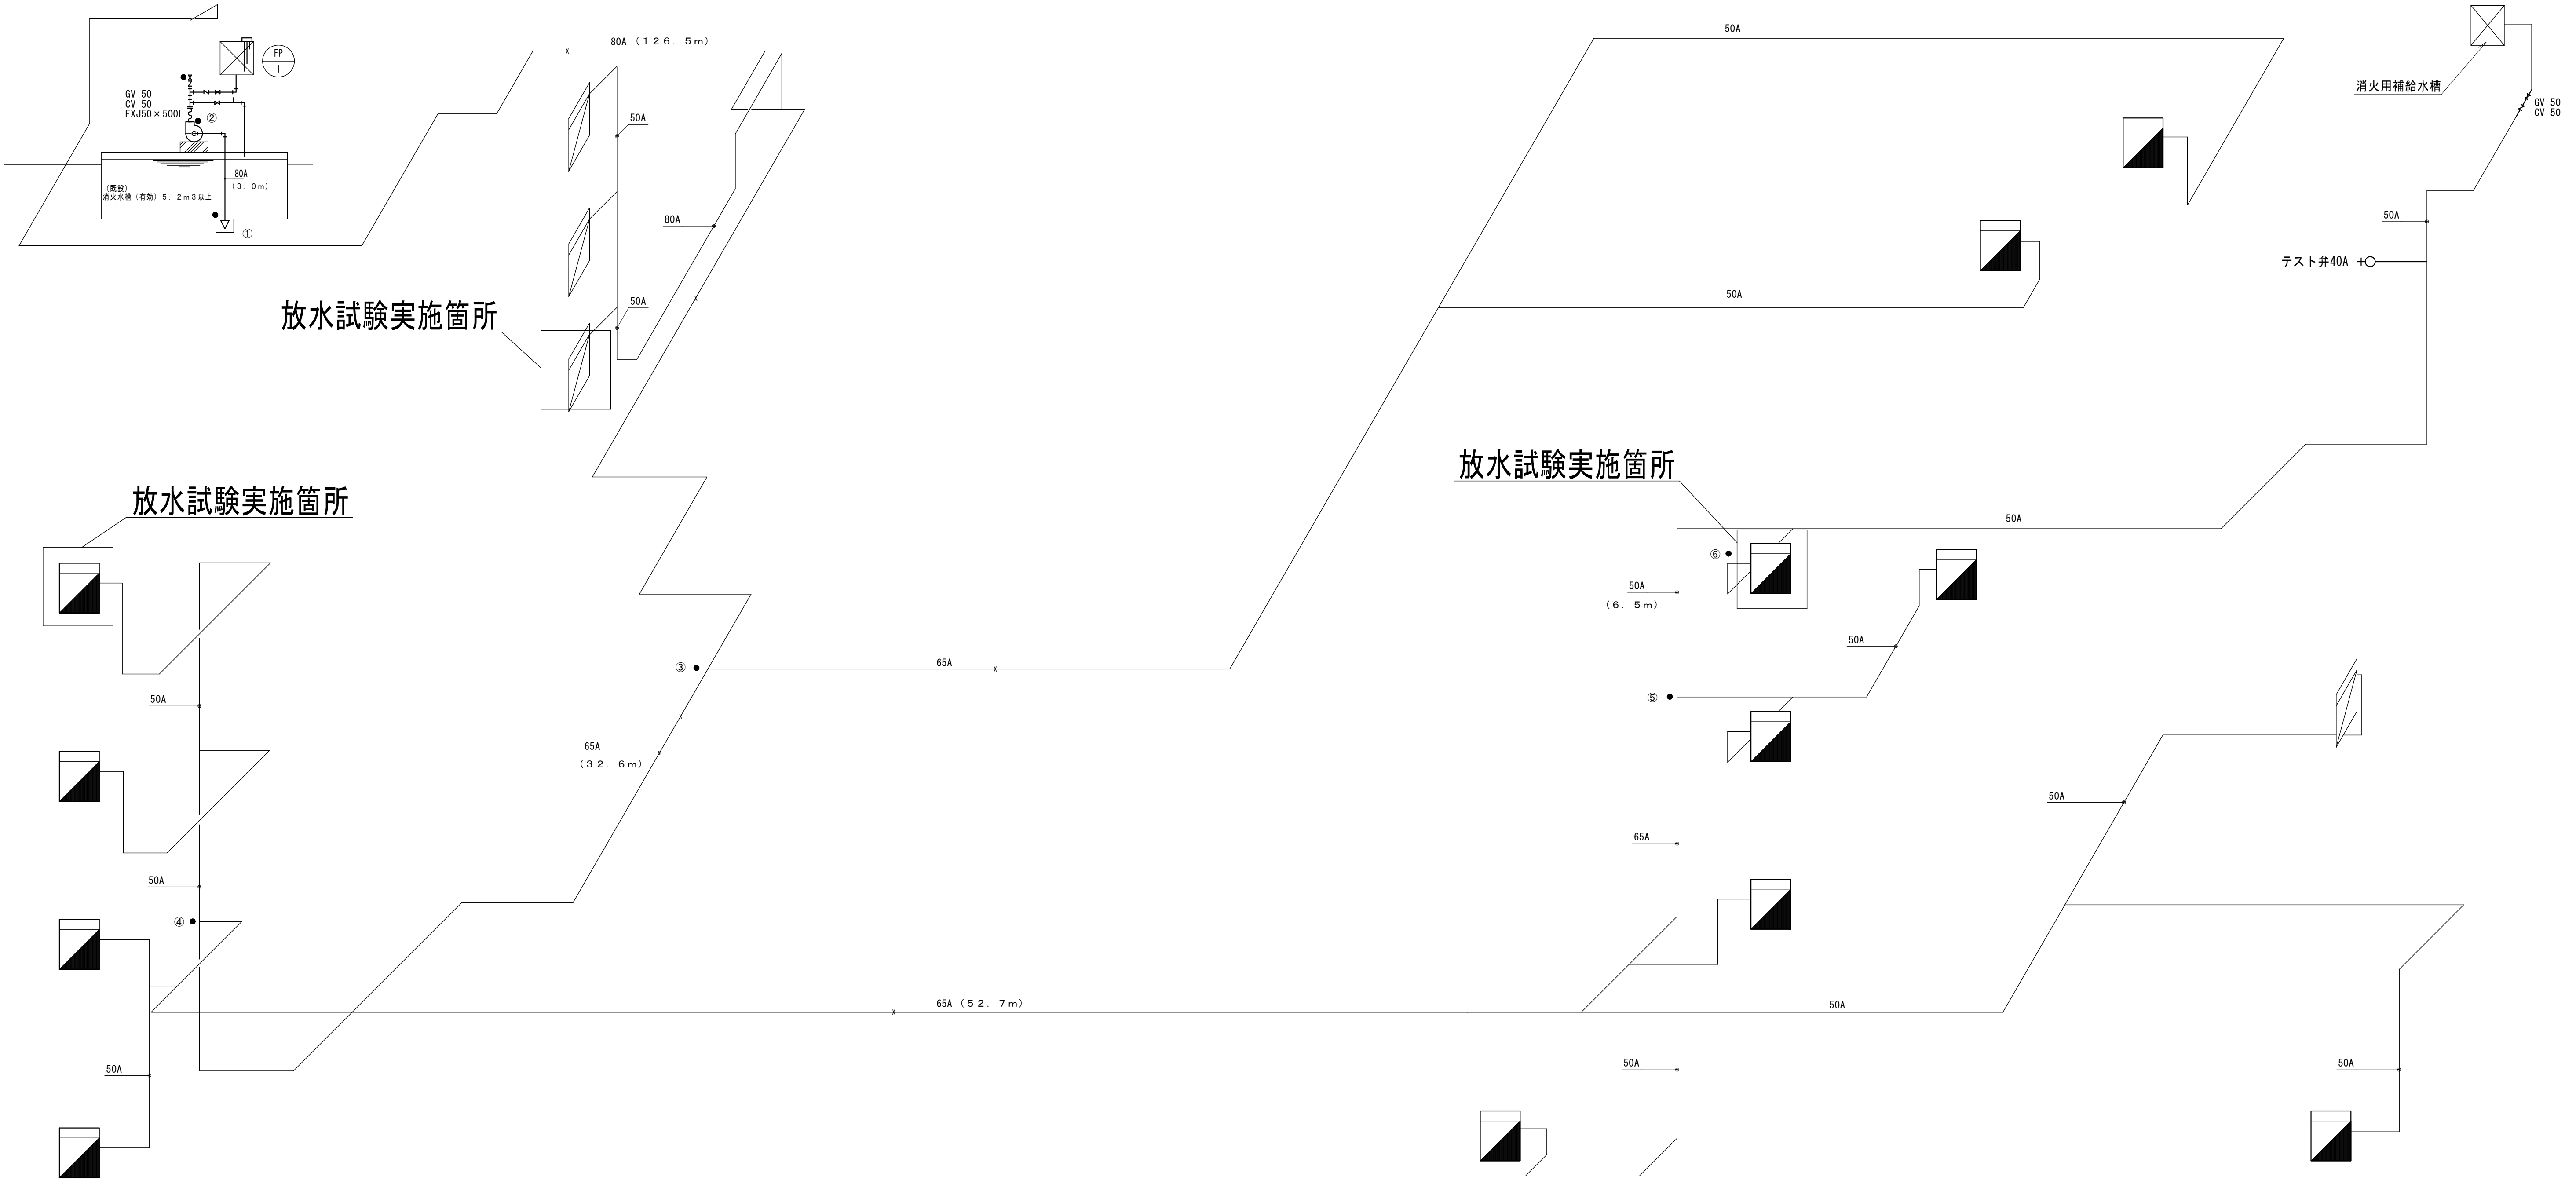 FP
1
GV 50
CV 50
FXJ50×500L
②
80A
(3. 0m)
(既設)
消火水槽(有効)5. 2m3以上
①
80A (126. 5m)
50A
80A
50A
放水試験実施箇所
50A
50A
消火用補給水槽
GV 50
CV 50
50A
テスト弁40A
放水試験実施箇所
50A
50A
④
50A
③
65A
65A
(32. 6m)
65A (52. 7m)
放水試験実施箇所
50A
⑥
50A
(6. 5m)
50A
⑤
65A
50A
50A
50A
50A
50A